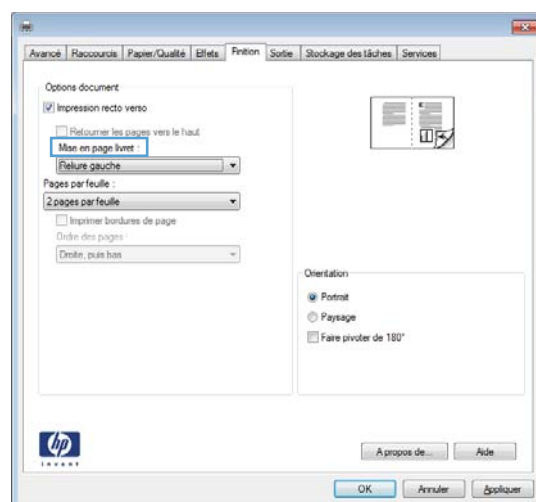 Avancé Raccourcis Papier/Qualité Effets Finition Sortie Stockage des tâches Services
Options document
Impression recto verso
Retourner les pages vers le haut
Mise en page livret :
Reliure gauche
Pages par feuille :
2 pages par feuille
Imprimer bordures de page
Ordre des pages :
Droite, puis bas
Orientation
Portrait
Paysage
Faire pivoter de 180°
hp
invent
A propos de... Aide
OK Annuler Appliquer